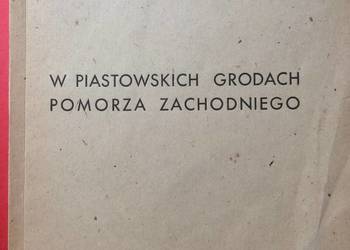 W PIASTOWSKICH GRODACH
POMORZA ZACHODNIEGO